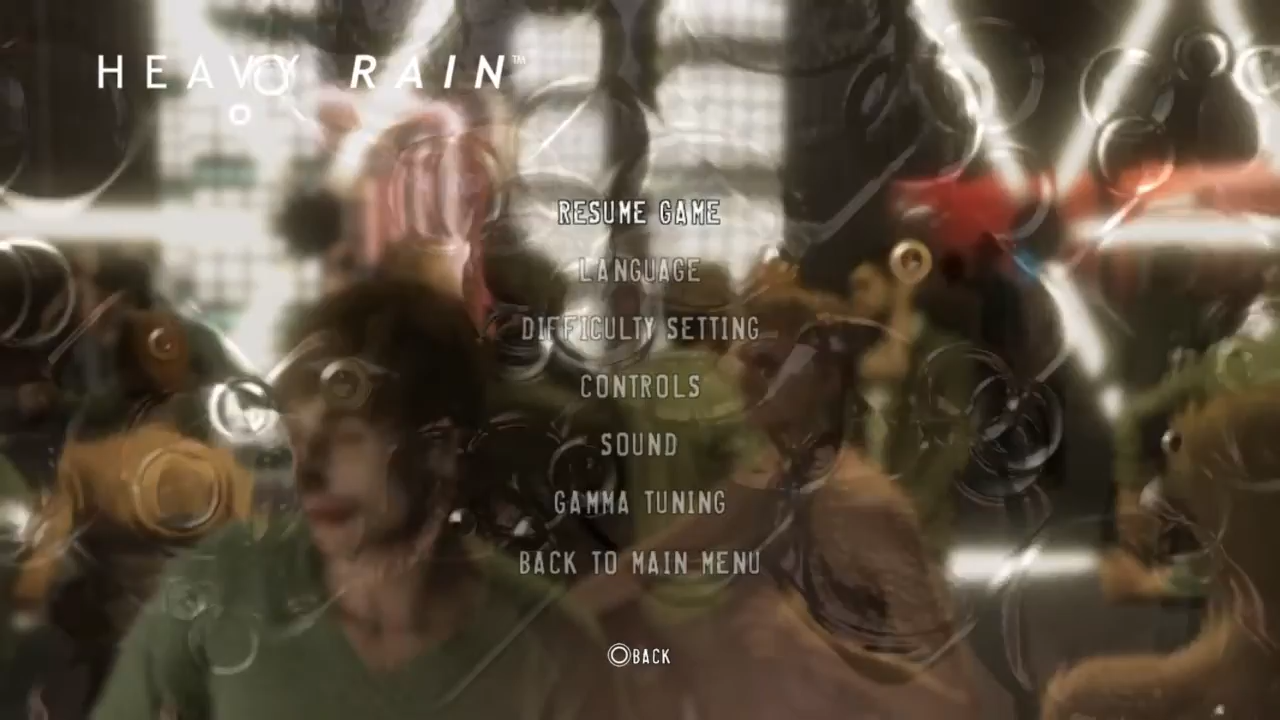 HEAVY RAIN™
RESUME GAME
LANGUAGE
DIFFICULTY SETTING
CONTROLS
SOUND
GAMMA TUNING
BACK TO MAIN MENU
BACK